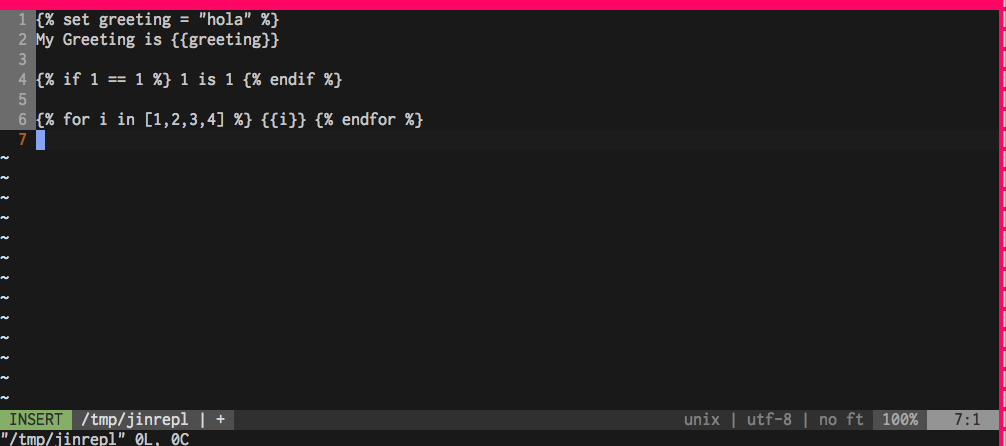 1 {% set greeting = "hola" %}
2 My Greeting is {{greeting}}
3
4 {% if 1 == 1 %} 1 is 1 {% endif %}
5
6 {% for i in [1,2,3,4] %} {{i}} {% endfor %}
7
~
~
~
~
~
~
~
~
~
~
~
~
~
INSERT /tmp/jinrepl | + unix | utf-8 | no ft 100% 7:1
"/tmp/jinrepl" 0L, 0C